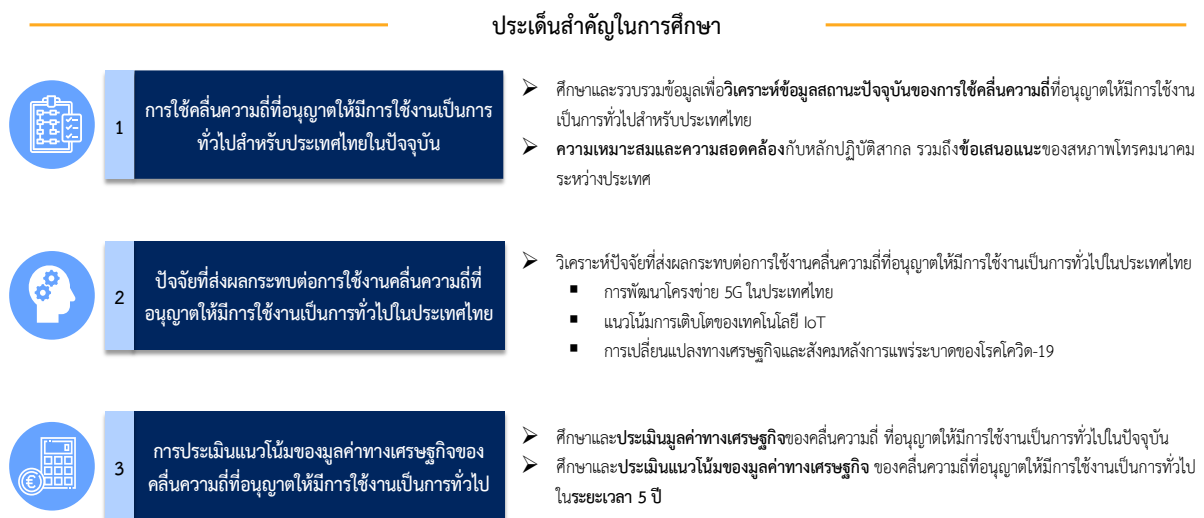 ประเด็นสำคัญในการศึกษา
1
การใช้คลื่นความถี่ที่อนุญาตให้มีการใช้งานเป็นการ
ทั่วไปสำหรับประเทศไทยในปัจจุบัน
➢ ศึกษาและรวบรวมข้อมูลเพื่อวิเคราะห์ข้อมูลสถานะปัจจุบันของการใช้คลื่นความถี่ที่อนุญาตให้มีการใช้งาน
เป็นการทั่วไปสำหรับประเทศไทย
➢ ความเหมาะสมและความสอดคล้องกับหลักปฏิบัติสากล รวมถึงข้อเสนอแนะของสหภาพโทรคมนาคม
ระหว่างประเทศ
2
ปัจจัยที่ส่งผลกระทบต่อการใช้งานคลื่นความถี่ที่
อนุญาตให้มีการใช้งานเป็นการทั่วไปในประเทศไทย
➢ วิเคราะห์ปัจจัยที่ส่งผลกระทบต่อการใช้งานคลื่นความถี่ที่อนุญาตให้มีการใช้งานเป็นการทั่วไปในประเทศไทย
▪ การพัฒนาโครงข่าย 5G ในประเทศไทย
▪ แนวโน้มการเติบโตของเทคโนโลยี IoT
▪ การเปลี่ยนแปลงทางเศรษฐกิจและสังคมหลังการแพร่ระบาดของโรคโควิด-19
3
การประเมินแนวโน้มของมูลค่าทางเศรษฐกิจของ
คลื่นความถี่ที่อนุญาตให้มีการใช้งานเป็นการทั่วไป
➢ ศึกษาและประเมินมูลค่าทางเศรษฐกิจของคลื่นความถี่ ที่อนุญาตให้มีการใช้งานเป็นการทั่วไปในปัจจุบัน
➢ ศึกษาและประเมินแนวโน้มของมูลค่าทางเศรษฐกิจ ของคลื่นความถี่ที่อนุญาตให้มีการใช้งานเป็นการทั่วไป
ในระยะเวลา 5 ปี